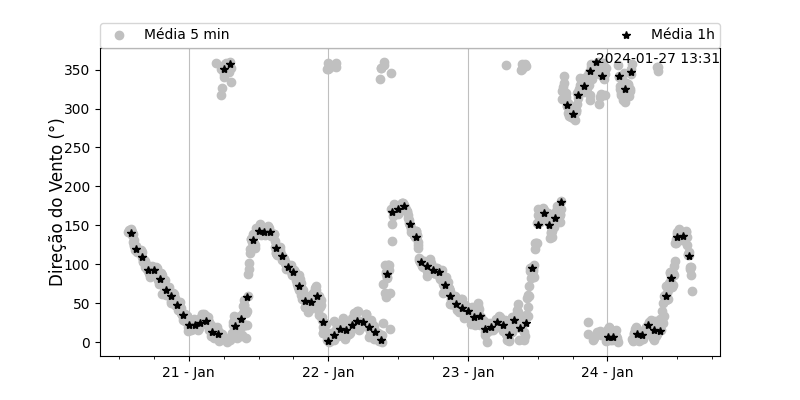 Média 5 min
Média 1h
2024-01-27 13:31
Direção do Vento (°)
350
300
250
200
150
100
50
0
21 - Jan
22 - Jan
23 - Jan
24 - Jan